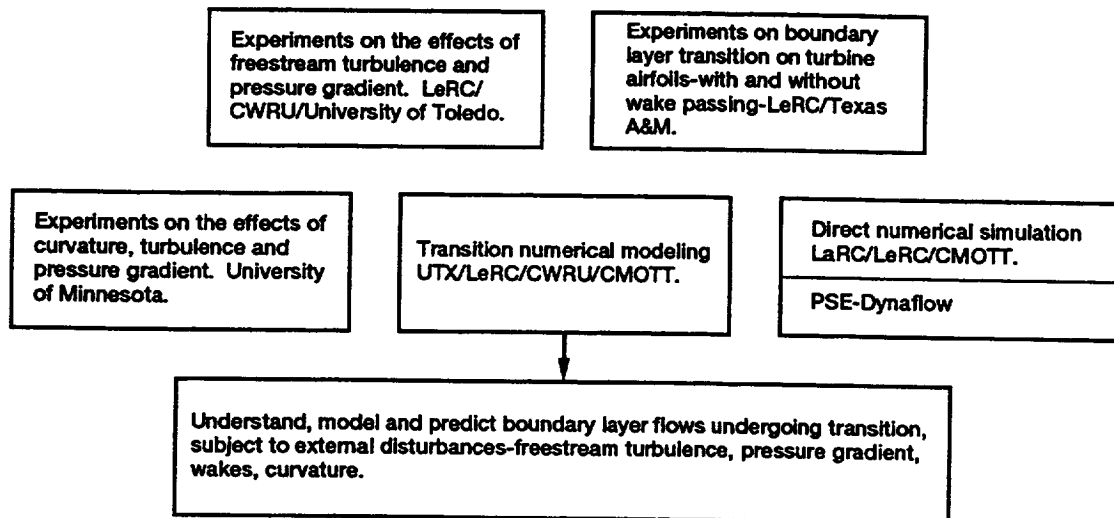 Experiments on the effects of
freestream turbulence and
pressure gradient. LeRC/
CWRU/University of Toledo.
Experiments on boundary
layer transition on turbine
airfoils-with and without
wake passing-LeRC/Texas
A&M.
Experiments on the effects of
curvature, turbulence and
pressure gradient. University
of Minnesota.
Transition numerical modeling
UTX/LeRC/CWRU/CMOTT.
Direct numerical simulation
LaRC/LeRC/CMOTT.
PSE-Dynaflow
Understand, model and predict boundary layer flows undergoing transition,
subject to external disturbances-freestream turbulence, pressure gradient,
wakes, curvature.